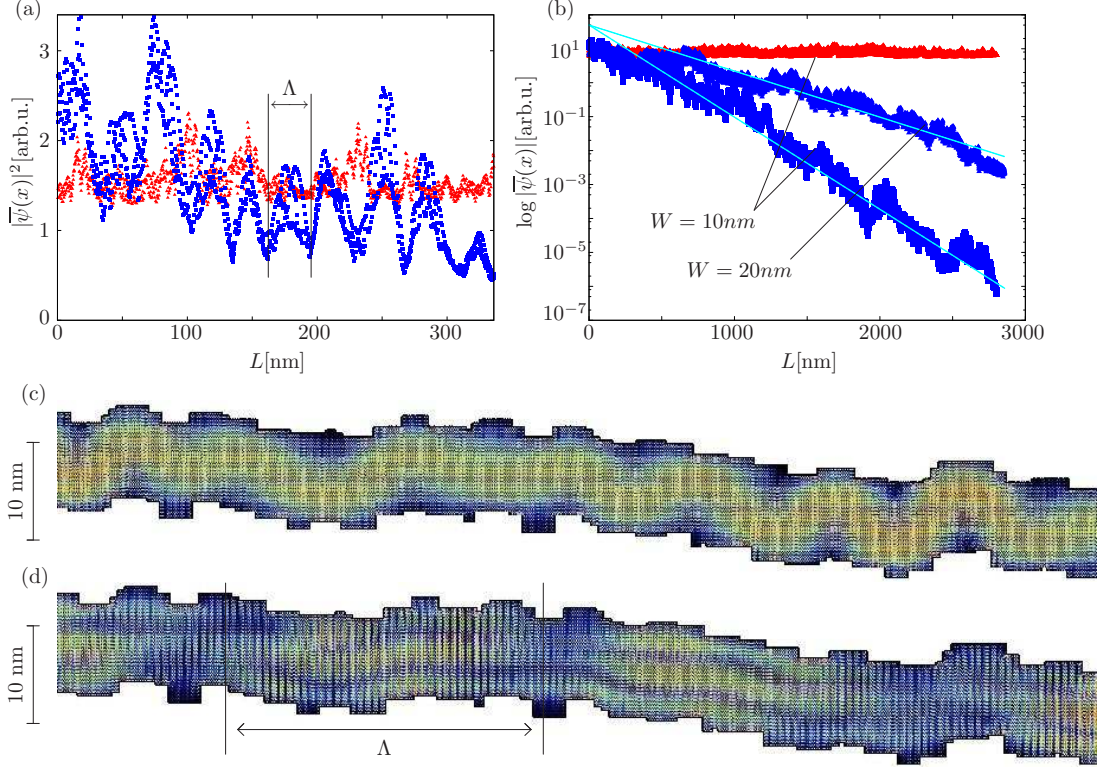 (a)
3
2
1
0
|ψ̅(x)|²[arb.u.]
Λ
0
100
200
300
L[nm]
(b)
10¹
10⁻¹
10⁻³
10⁻⁵
10⁻⁷
log |ψ̅(x)|[arb.u.]
W = 10nm
W = 20nm
0
1000
2000
3000
L[nm]
(c)
10 nm
(d)
10 nm
Λ